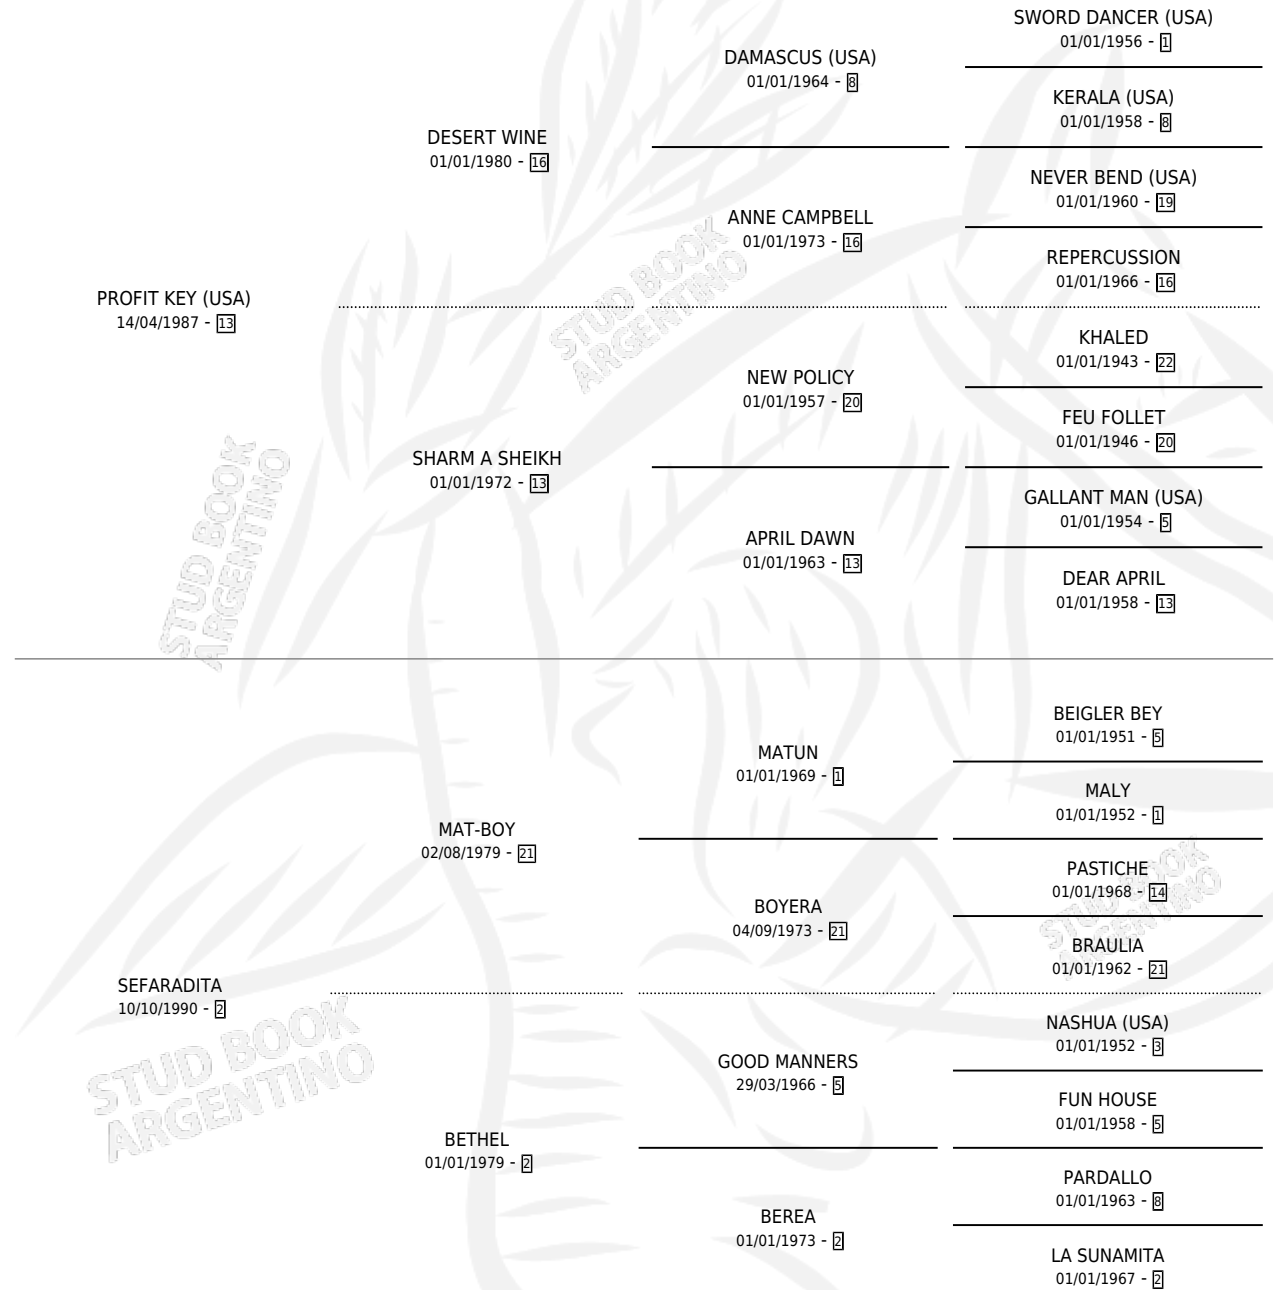 SWORD DANCER (USA)
01/01/1956 - 1
DAMASCUS (USA)
01/01/1964 - 8
KERALA (USA)
01/01/1958 - 8
DESERT WINE
01/01/1980 - 16
NEVER BEND (USA)
01/01/1960 - 19
ANNE CAMPBELL
01/01/1973 - 16
REPERCUSSION
01/01/1966 - 16
PROFIT KEY (USA)
14/04/1987 - 13
KHALED
01/01/1943 - 22
NEW POLICY
01/01/1957 - 20
FEU FOLLET
01/01/1946 - 20
SHARM A SHEIKH
01/01/1972 - 13
GALLANT MAN (USA)
01/01/1954 - 5
APRIL DAWN
01/01/1963 - 13
DEAR APRIL
01/01/1958 - 13
BEIGLER BEY
01/01/1951 - 5
MATUN
01/01/1969 - 1
MALY
01/01/1952 - 1
MAT-BOY
02/08/1979 - 21
PASTICHE
01/01/1968 - 14
BOYERA
04/09/1973 - 21
BRAULIA
01/01/1962 - 21
SEFARADITA
10/10/1990 - 2
NASHUA (USA)
01/01/1952 - 3
GOOD MANNERS
29/03/1966 - 5
FUN HOUSE
01/01/1958 - 5
BETHEL
01/01/1979 - 2
PARDALLO
01/01/1963 - 8
BEREA
01/01/1973 - 2
LA SUNAMITA
01/01/1967 - 2
STUD BOOK
ARGENTINO
STUD BOOK
ARGENTINO
STUD BOOK
ARGENTINO
STUD BOOK
ARGENTINO